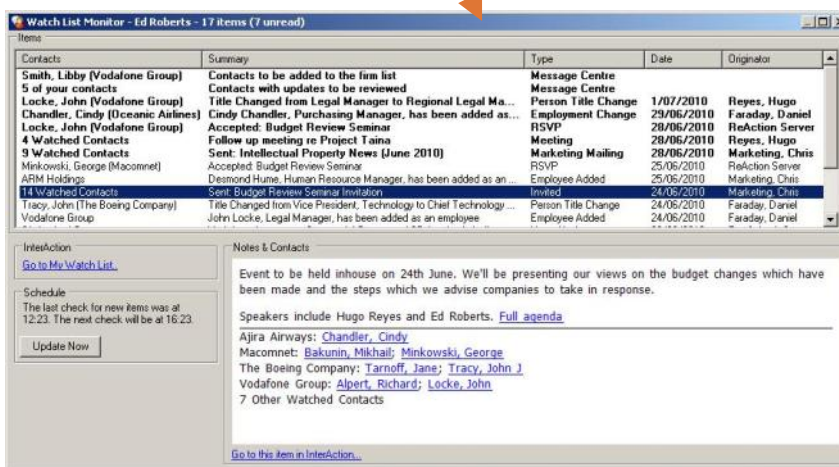 Watch List Monitor - Ed Roberts - 17 items (7 unread)
Items
Contacts Summary Type Date Originator
Smith, Libby (Vodafone Group) Contacts to be added to the firm list Message Centre
5 of your contacts Contacts with updates to be reviewed Message Centre
Locke, John (Vodafone Group) Title Changed from Legal Manager to Regional Legal Ma... Person Title Change 1/07/2010 Reyes, Hugo
Chandler, Cindy (Oceanic Airlines) Cindy Chandler, Purchasing Manager, has been added as... Employment Change 29/06/2010 Faraday, Daniel
Locke, John (Vodafone Group) Accepted: Budget Review Seminar RSVP 28/06/2010 ReAction Server
4 Watched Contacts Follow up meeting re Project Taina Meeting 28/06/2010 Reyes, Hugo
9 Watched Contacts Sent: Intellectual Property News (June 2010) Marketing Mailing 28/06/2010 Marketing, Chris
Minkowski, George (Macomnet) Accepted: Budget Review Seminar RSVP 25/06/2010 ReAction Server
ARM Holdings Desmond Hume, Human Resource Manager, has been added as an ... Employee Added 25/06/2010 Marketing, Chris
14 Watched Contacts Sent: Budget Review Seminar Invitation Invited 24/06/2010 Marketing, Chris
Tracy, John (The Boeing Company) Title Changed from Vice President, Technology to Chief Technology ... Person Title Change 24/06/2010 Faraday, Daniel
Vodafone Group John Locke, Legal Manager, has been added as an employee Employee Added 24/06/2010 Faraday, Daniel
InterAction
Go to My Watch List..
Schedule
The last check for new items was at
12:23. The next check will be at 16:23.
Update Now
Notes & Contacts
Event to be held inhouse on 24th June. We'll be presenting our views on the budget changes which have
been made and the steps which we advise companies to take in response.
Speakers include Hugo Reyes and Ed Roberts. Full agenda
Ajira Airways: Chandler, Cindy
Macomnet: Bakunin, Mikhail; Minkowski, George
The Boeing Company: Tarnoff, Jane; Tracy, John J
Vodafone Group: Alpert, Richard; Locke, John
7 Other Watched Contacts
Go to this item in InterAction...